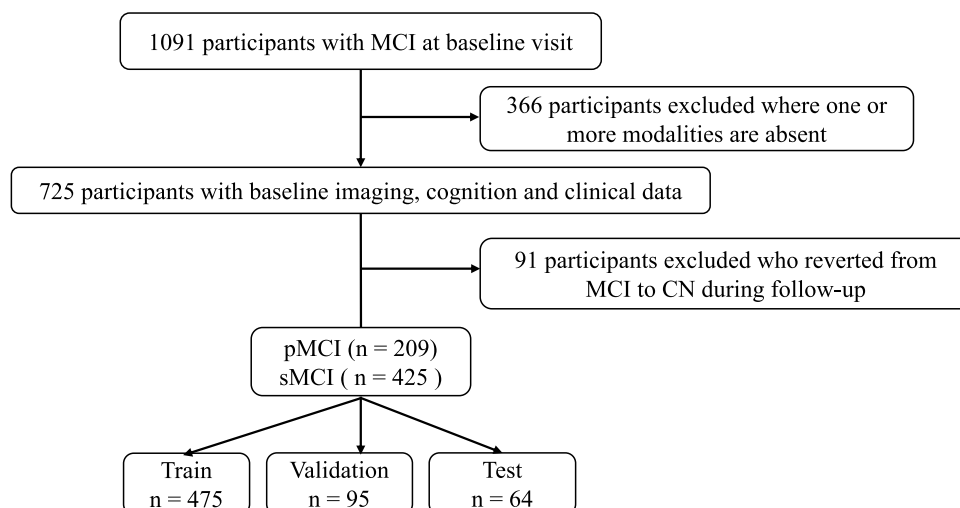 1091 participants with MCI at baseline visit
366 participants excluded where one or
more modalities are absent
725 participants with baseline imaging, cognition and clinical data
91 participants excluded who reverted from
MCI to CN during follow-up
pMCI (n = 209)
sMCI ( n = 425 )
Train
n = 475
Validation
n = 95
Test
n = 64